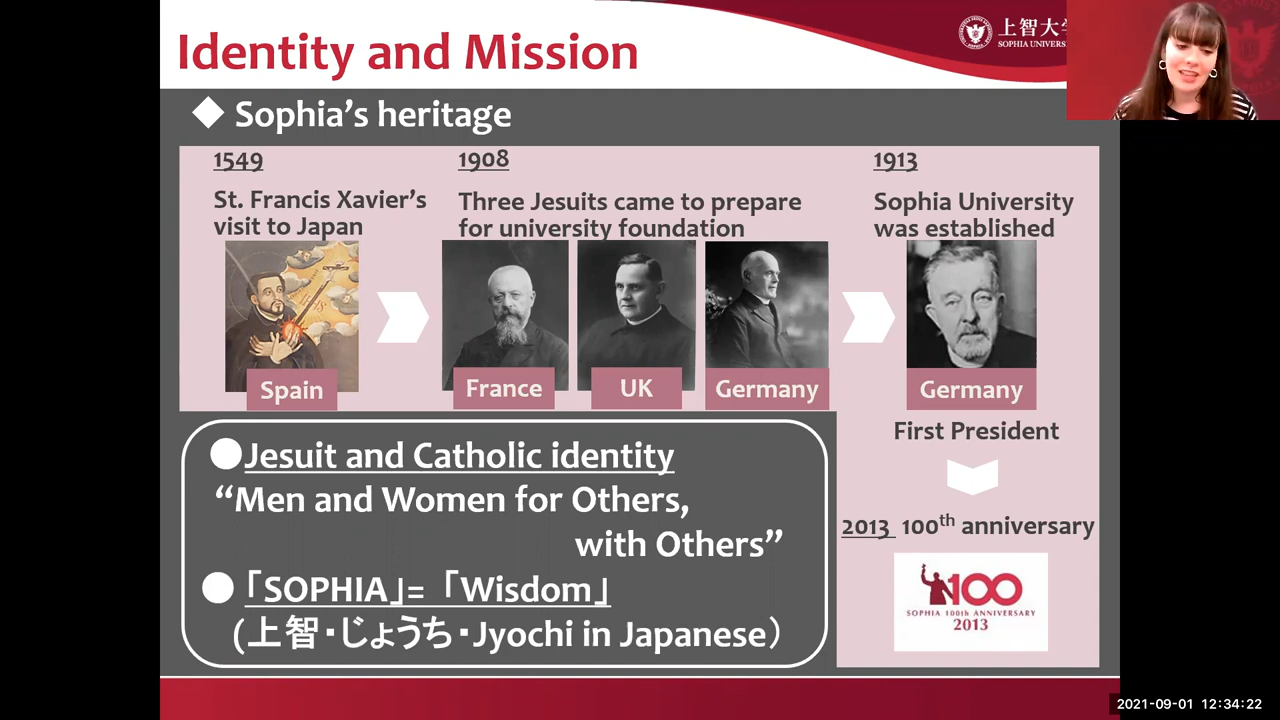 Identity and Mission
上智大学
SOPHIA UNIVERS
◆ Sophia's heritage
1549
St. Francis Xavier's
visit to Japan
Spain
1908
Three Jesuits came to prepare
for university foundation
France
UK
Germany
1913
Sophia University
was established
Germany
First President
2013 100th anniversary
100
SOPHIA 100th ANNIVERSARY
2013
●Jesuit and Catholic identity
“Men and Women for Others,
with Others”
● 「SOPHIA」=「Wisdom」
(上智・じょうち・Jyochi in Japanese）
2021-09-01 12:34:22